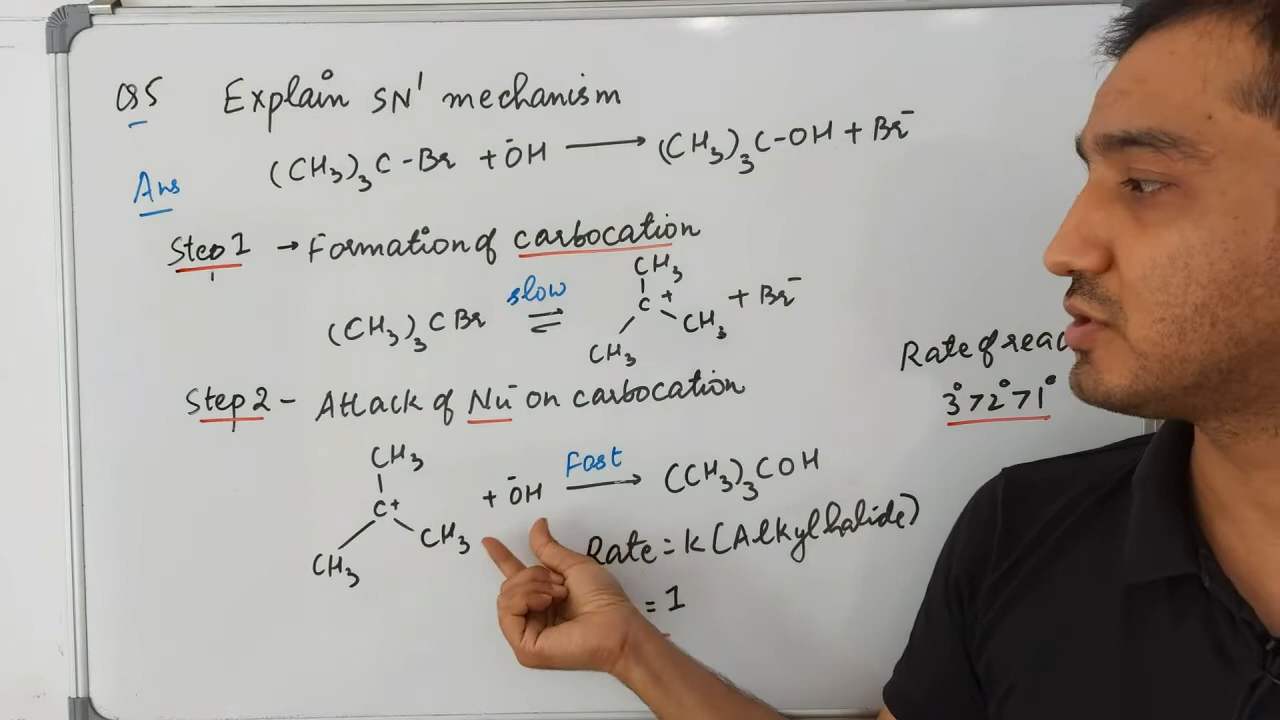 Q5 Explain SN¹ mechanism
Ans (CH₃)₃C-Br + ŌH → (CH₃)₃C-OH + Br⁻
Step 1 → Formation of carbocation
(CH₃)₃CBr slow ⇌ CH₃ C⁺ CH₃ CH₃ + Br⁻
Step 2 - Attack of Nu⁻ on carbocation
CH₃ C⁺ CH₃ CH₃ + ŌH Fast → (CH₃)₃COH
Rate = k(Alkyl halide)
= 1
Rate of
3° > 2° > 1°